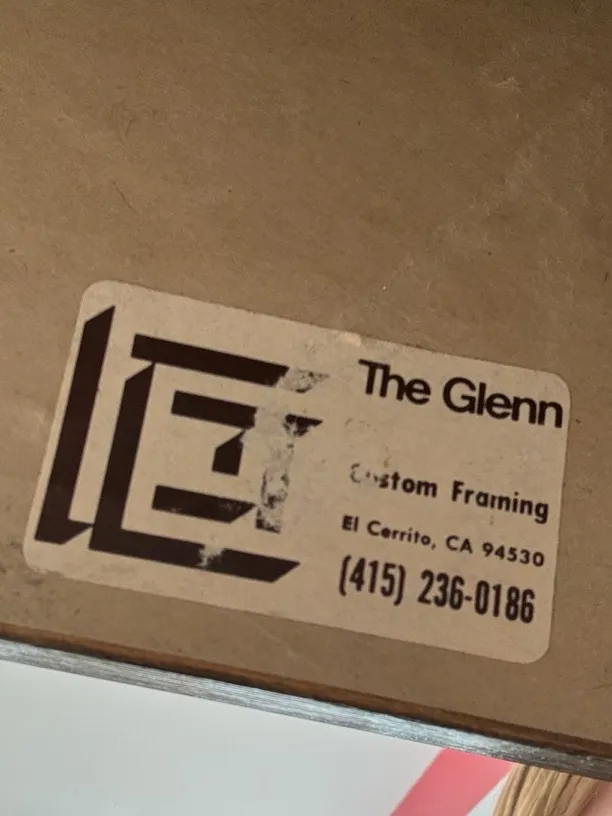 The Glenn
Custom Framing
El Cerrito, CA 94530
(415) 236-0186